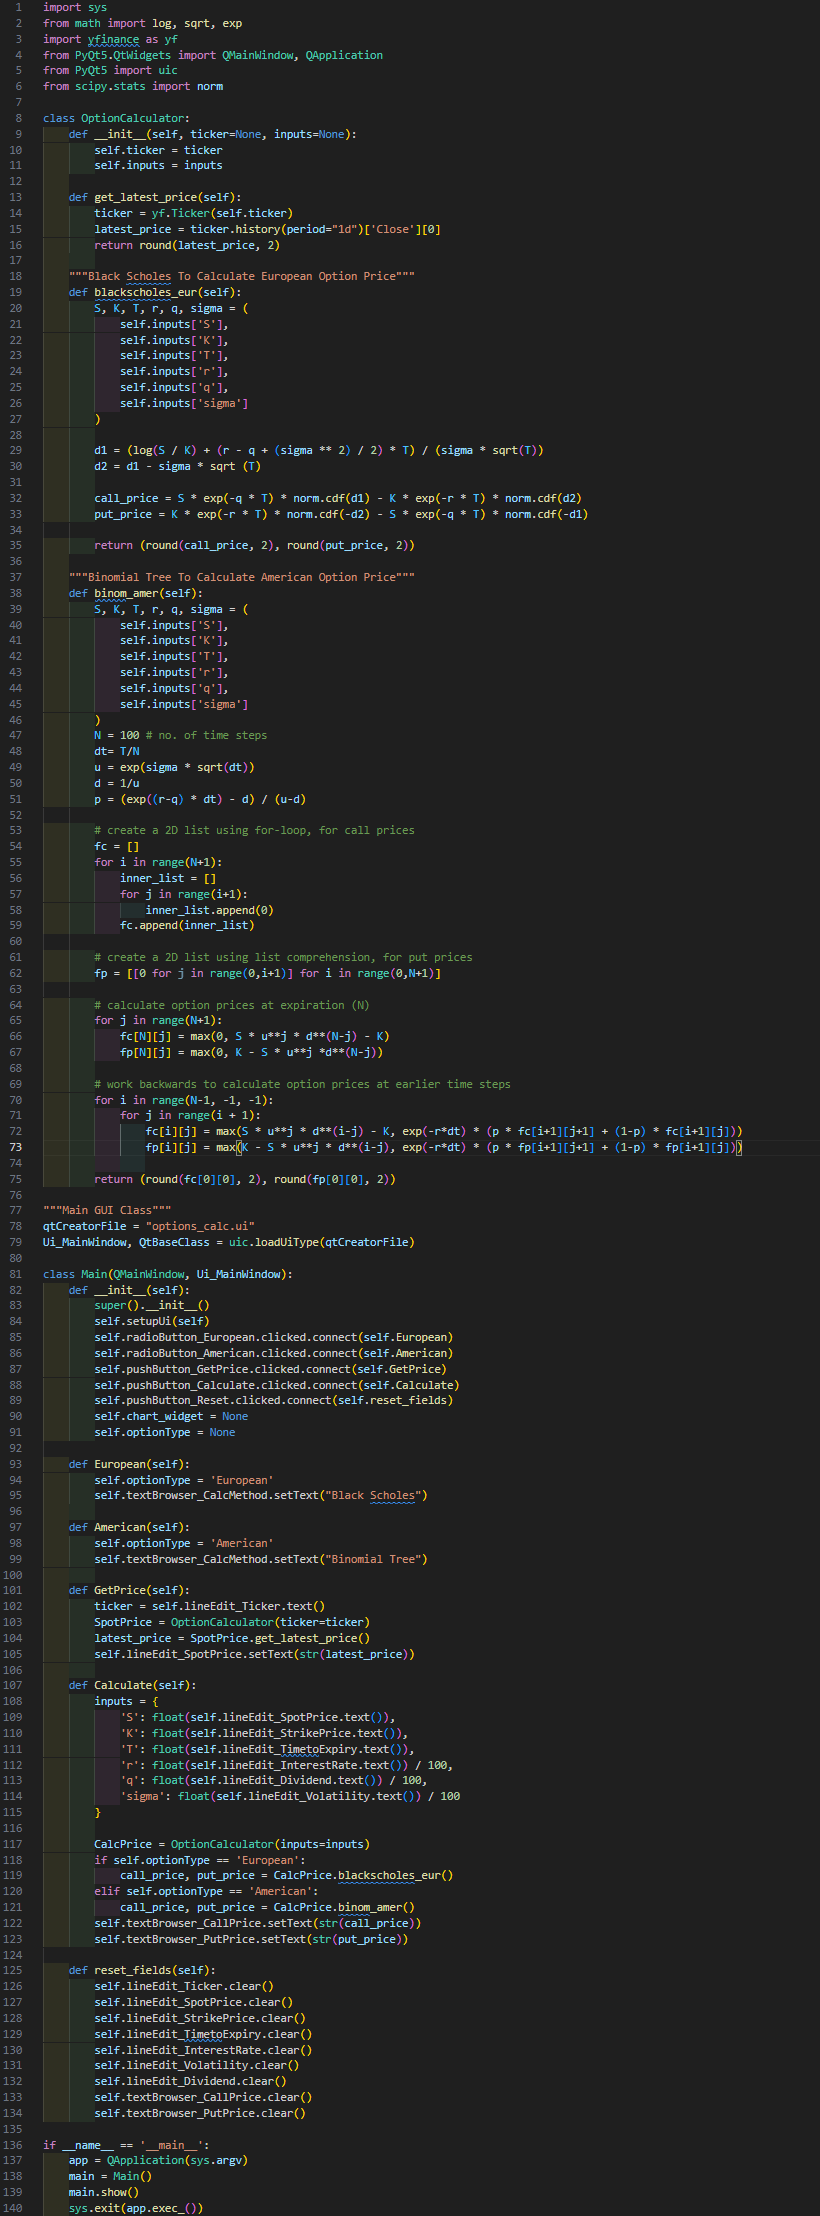 1 import sys
2 from math import log, sqrt, exp
3 import yfinance as yf
4 from PyQt5.QtWidgets import QMainWindow, QApplication
5 from PyQt5 import uic
6 from scipy.stats import norm
7
8 class OptionCalculator:
9     def __init__(self, ticker=None, inputs=None):
10         self.ticker = ticker
11         self.inputs = inputs
12
13     def get_latest_price(self):
14         ticker = yf.Ticker(self.ticker)
15         latest_price = ticker.history(period="1d")['Close'][0]
16         return round(latest_price, 2)
17
18     """Black Scholes To Calculate European Option Price"""
19     def blackscholes_eur(self):
20         S, K, T, r, q, sigma = (
21             self.inputs['S'],
22             self.inputs['K'],
23             self.inputs['T'],
24             self.inputs['r'],
25             self.inputs['q'],
26             self.inputs['sigma']
27         )
28
29         d1 = (log(S / K) + (r - q + (sigma ** 2) / 2) * T) / (sigma * sqrt(T))
30         d2 = d1 - sigma * sqrt (T)
31
32         call_price = S * exp(-q * T) * norm.cdf(d1) - K * exp(-r * T) * norm.cdf(d2)
33         put_price = K * exp(-r * T) * norm.cdf(-d2) - S * exp(-q * T) * norm.cdf(-d1)
34
35         return (round(call_price, 2), round(put_price, 2))
36
37     """Binomial Tree To Calculate American Option Price"""
38     def binom_amer(self):
39         S, K, T, r, q, sigma = (
40             self.inputs['S'],
41             self.inputs['K'],
42             self.inputs['T'],
43             self.inputs['r'],
44             self.inputs['q'],
45             self.inputs['sigma']
46         )
47         N = 100 # no. of time steps
48         dt= T/N
49         u = exp(sigma * sqrt(dt))
50         d = 1/u
51         p = (exp((r-q) * dt) - d) / (u-d)
52
53         # create a 2D list using for-loop, for call prices
54         fc = []
55         for i in range(N+1):
56             inner_list = []
57             for j in range(i+1):
58                 inner_list.append(0)
59             fc.append(inner_list)
60
61         # create a 2D list using list comprehension, for put prices
62         fp = [[0 for j in range(0,i+1)] for i in range(0,N+1)]
63
64         # calculate option prices at expiration (N)
65         for j in range(N+1):
66             fc[N][j] = max(0, S * u**j * d**(N-j) - K)
67             fp[N][j] = max(0, K - S * u**j *d**(N-j))
68
69         # work backwards to calculate option prices at earlier time steps
70         for i in range(N-1, -1, -1):
71             for j in range(i + 1):
72                 fc[i][j] = max(S * u**j * d**(i-j) - K, exp(-r*dt) * (p * fc[i+1][j+1] + (1-p) * fc[i+1][j]))
73                 fp[i][j] = max(K - S * u**j * d**(i-j), exp(-r*dt) * (p * fp[i+1][j+1] + (1-p) * fp[i+1][j]))
74
75         return (round(fc[0][0], 2), round(fp[0][0], 2))
76
77 """Main GUI Class"""
78 qtCreatorFile = "options_calc.ui"
79 Ui_MainWindow, QtBaseClass = uic.loadUiType(qtCreatorFile)
80
81 class Main(QMainWindow, Ui_MainWindow):
82     def __init__(self):
83         super().__init__()
84         self.setupUi(self)
85         self.radioButton_European.clicked.connect(self.European)
86         self.radioButton_American.clicked.connect(self.American)
87         self.pushButton_GetPrice.clicked.connect(self.GetPrice)
88         self.pushButton_Calculate.clicked.connect(self.Calculate)
89         self.pushButton_Reset.clicked.connect(self.reset_fields)
90         self.chart_widget = None
91         self.optionType = None
92
93     def European(self):
94         self.optionType = 'European'
95         self.textBrowser_CalcMethod.setText("Black Scholes")
96
97     def American(self):
98         self.optionType = 'American'
99         self.textBrowser_CalcMethod.setText("Binomial Tree")
100
101     def GetPrice(self):
102         ticker = self.lineEdit_Ticker.text()
103         SpotPrice = OptionCalculator(ticker=ticker)
104         latest_price = SpotPrice.get_latest_price()
105         self.lineEdit_SpotPrice.setText(str(latest_price))
106
107     def Calculate(self):
108         inputs = {
109             'S': float(self.lineEdit_SpotPrice.text()),
110             'K': float(self.lineEdit_StrikePrice.text()),
111             'T': float(self.lineEdit_TimetoExpiry.text()),
112             'r': float(self.lineEdit_InterestRate.text()) / 100,
113             'q': float(self.lineEdit_Dividend.text()) / 100,
114             'sigma': float(self.lineEdit_Volatility.text()) / 100
115         }
116
117         CalcPrice = OptionCalculator(inputs=inputs)
118         if self.optionType == 'European':
119             call_price, put_price = CalcPrice.blackscholes_eur()
120         elif self.optionType == 'American':
121             call_price, put_price = CalcPrice.binom_amer()
122         self.textBrowser_CallPrice.setText(str(call_price))
123         self.textBrowser_PutPrice.setText(str(put_price))
124
125     def reset_fields(self):
126         self.lineEdit_Ticker.clear()
127         self.lineEdit_SpotPrice.clear()
128         self.lineEdit_StrikePrice.clear()
129         self.lineEdit_TimetoExpiry.clear()
130         self.lineEdit_InterestRate.clear()
131         self.lineEdit_Volatility.clear()
132         self.lineEdit_Dividend.clear()
133         self.textBrowser_CallPrice.clear()
134         self.textBrowser_PutPrice.clear()
135
136 if __name__ == '__main__':
137     app = QApplication(sys.argv)
138     main = Main()
139     main.show()
140     sys.exit(app.exec_())